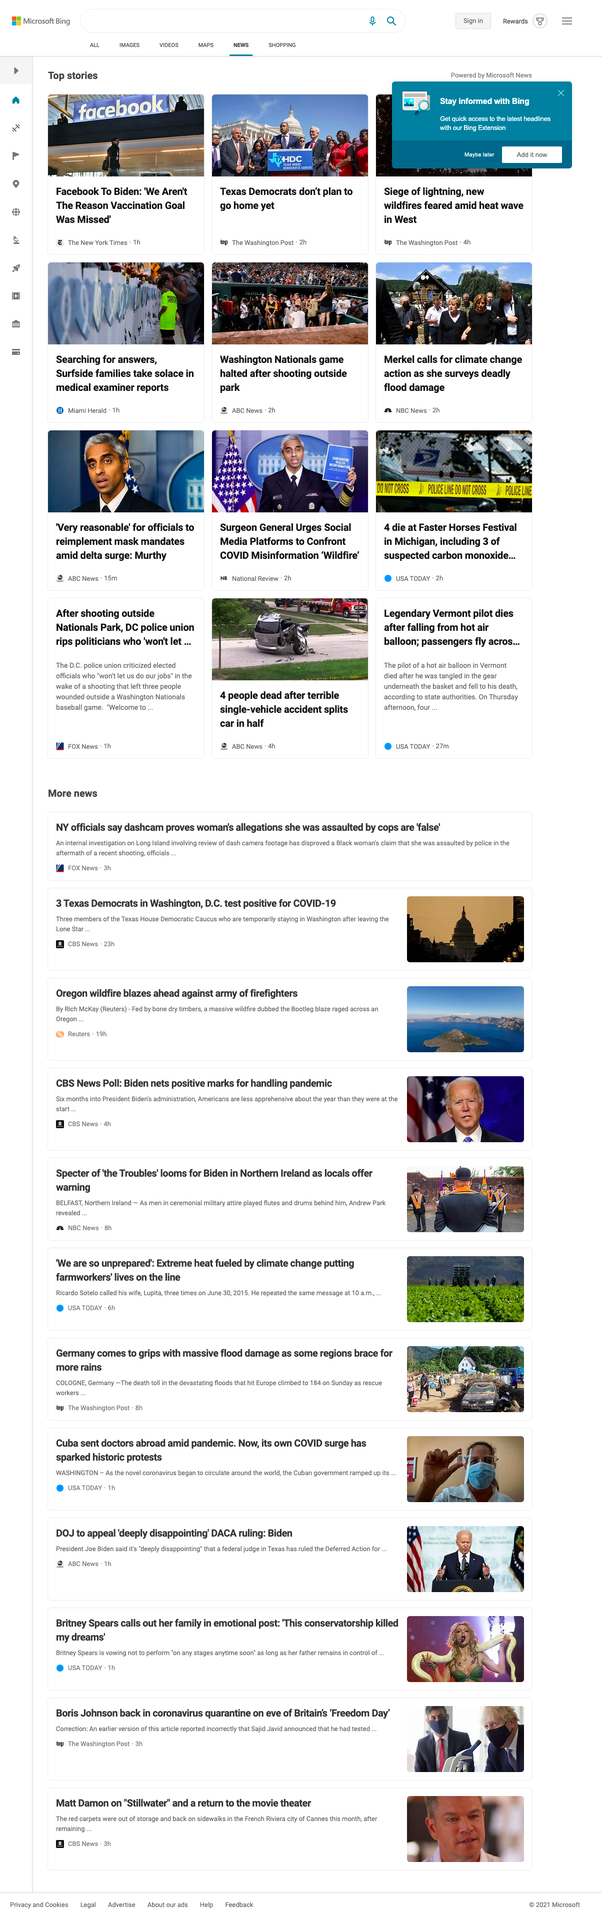 Microsoft Bing
Sign in
Rewards
ALL
IMAGES
VIDEOS
MAPS
NEWS
SHOPPING
Top stories
Powered by Microsoft News
Stay informed with Bing
Get quick access to the latest headlines
with our Bing Extension
Maybe later
Add it now
facebook
Facebook To Biden: 'We Aren't
The Reason Vaccination Goal
Was Missed'
The New York Times · 1h
HDC
Texas Democrats don't plan to
go home yet
The Washington Post · 2h
Siege of lightning, new
wildfires feared amid heat wave
in West
The Washington Post · 4h
Searching for answers,
Surfside families take solace in
medical examiner reports
Miami Herald · 1h
Washington Nationals game
halted after shooting outside
park
ABC News · 2h
Merkel calls for climate change
action as she surveys deadly
flood damage
NBC News · 2h
'Very reasonable' for officials to
reimplement mask mandates
amid delta surge: Murthy
ABC News · 15m
Surgeon General Urges Social
Media Platforms to Confront
COVID Misinformation 'Wildfire'
NR National Review · 2h
DO NOT CROSS POLICE LINE DO NOT CROSS POLICE LINE
4 die at Faster Horses Festival
in Michigan, including 3 of
suspected carbon monoxide...
USA TODAY · 2h
After shooting outside
Nationals Park, DC police union
rips politicians who 'won't let ...
The D.C. police union criticized elected
officials who "won't let us do our jobs" in the
wake of a shooting that left three people
wounded outside a Washington Nationals
baseball game. "Welcome to ...
FOX News · 1h
4 people dead after terrible
single-vehicle accident splits
car in half
ABC News · 4h
Legendary Vermont pilot dies
after falling from hot air
balloon; passengers fly acros...
The pilot of a hot air balloon in Vermont
died after he was tangled in the gear
underneath the basket and fell to his death,
according to state authorities. On Thursday
afternoon, four ...
USA TODAY · 27m
More news
NY officials say dashcam proves woman's allegations she was assaulted by cops are 'false'
An internal investigation on Long Island involving review of dash camera footage has disproved a Black woman's claim that she was assaulted by police in the
aftermath of a recent shooting, officials ...
FOX News · 3h
3 Texas Democrats in Washington, D.C. test positive for COVID-19
Three members of the Texas House Democratic Caucus who are temporarily staying in Washington after leaving the
Lone Star ...
CBS News · 23h
Oregon wildfire blazes ahead against army of firefighters
By Rich McKay (Reuters) - Fed by bone dry timbers, a massive wildfire dubbed the Bootleg blaze raged across an
Oregon ...
Reuters · 19h
CBS News Poll: Biden nets positive marks for handling pandemic
Six months into President Biden's administration, Americans are less apprehensive about the year than they were at the
start ...
CBS News · 4h
Specter of 'the Troubles' looms for Biden in Northern Ireland as locals offer
warning
BELFAST, Northern Ireland — As men in ceremonial military attire played flutes and drums behind him, Andrew Park
revealed ...
NBC News · 8h
'We are so unprepared': Extreme heat fueled by climate change putting
farmworkers' lives on the line
Ricardo Sotelo called his wife, Lupita, three times on June 30, 2015. He repeated the same message at 10 a.m., ...
USA TODAY · 6h
Germany comes to grips with massive flood damage as some regions brace for
more rains
COLOGNE, Germany —The death toll in the devastating floods that hit Europe climbed to 184 on Sunday as rescue
workers ...
The Washington Post · 8h
Cuba sent doctors abroad amid pandemic. Now, its own COVID surge has
sparked historic protests
WASHINGTON – As the novel coronavirus began to circulate around the world, the Cuban government ramped up its ...
USA TODAY · 1h
DOJ to appeal 'deeply disappointing' DACA ruling: Biden
President Joe Biden said it's "deeply disappointing" that a federal judge in Texas has ruled the Deferred Action for ...
ABC News · 1h
Britney Spears calls out her family in emotional post: 'This conservatorship killed
my dreams'
Britney Spears is vowing not to perform "on any stages anytime soon" as long as her father remains in control of ...
USA TODAY · 1h
Boris Johnson back in coronavirus quarantine on eve of Britain's 'Freedom Day'
Correction: An earlier version of this article reported incorrectly that Sajid Javid announced that he had tested ...
The Washington Post · 3h
Matt Damon on "Stillwater" and a return to the movie theater
The red carpets were out of storage and back on sidewalks in the French Riviera city of Cannes this month, after
remaining ...
CBS News · 3h
Privacy and Cookies
Legal
Advertise
About our ads
Help
Feedback
© 2021 Microsoft